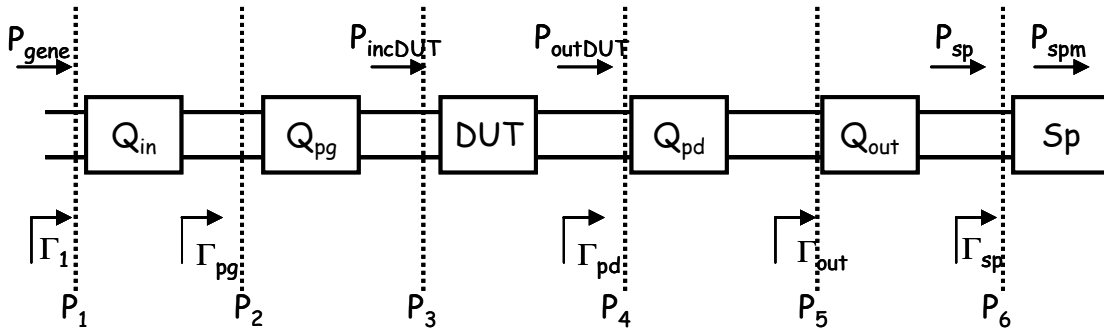 P_gene P_incDUT P_outDUT P_sp P_spm
Q_in Q_pg DUT Q_pd Q_out Sp
Γ_1 Γ_pg Γ_pd Γ_out Γ_sp
P_1 P_2 P_3 P_4 P_5 P_6